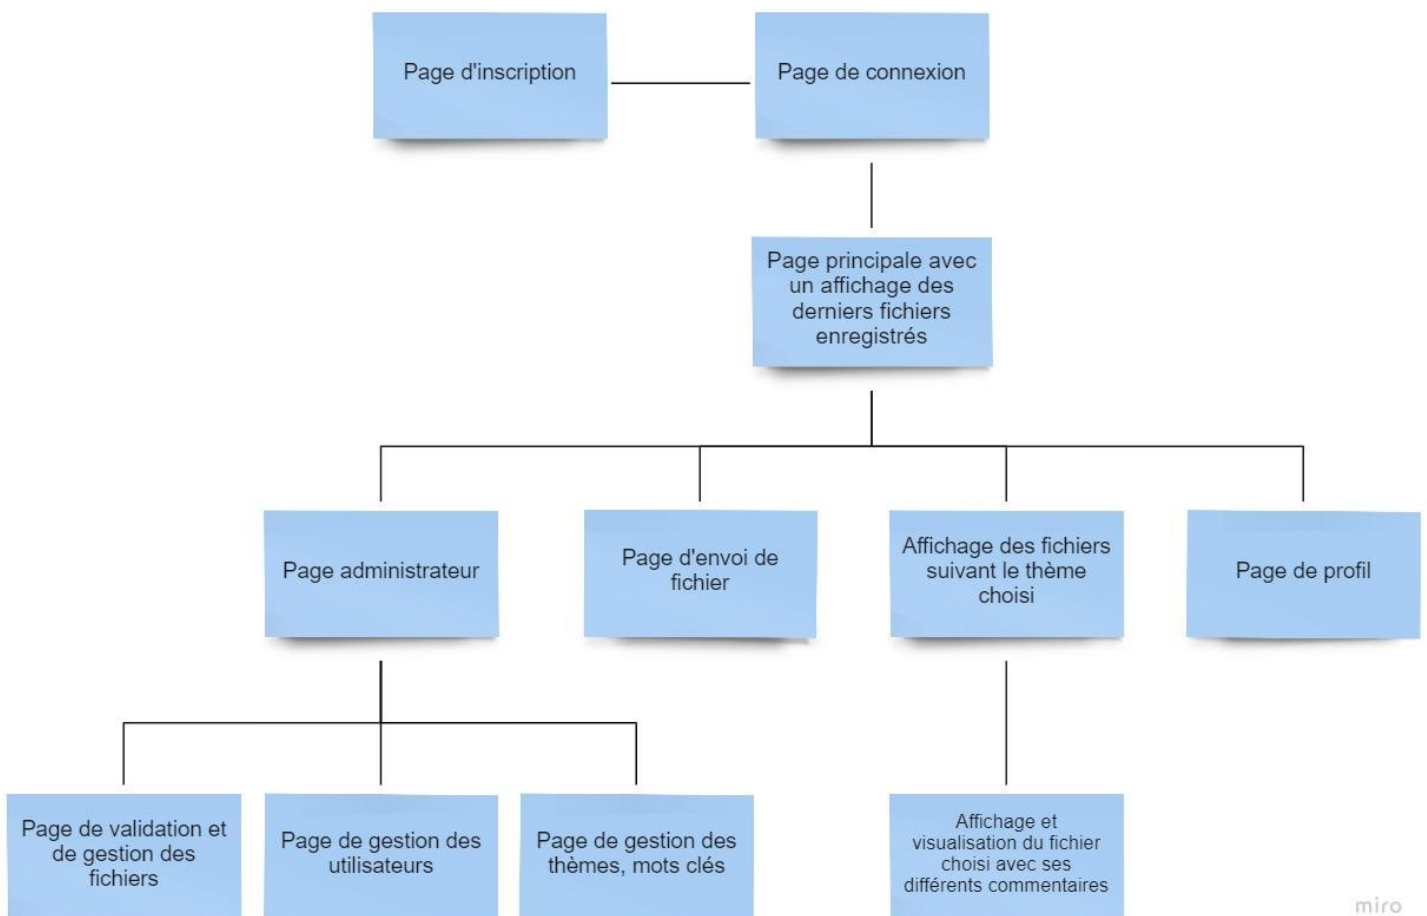 Page d'inscription
Page de connexion
Page principale avec
un affichage des
derniers fichiers
enregistrés
Page administrateur
Page d'envoi de
fichier
Affichage des fichiers
suivant le thème
choisi
Page de profil
Page de validation et
de gestion des
fichiers
Page de gestion des
utilisateurs
Page de gestion des
thèmes, mots clés
Affichage et
visualisation du fichier
choisi avec ses
différents commentaires
miro